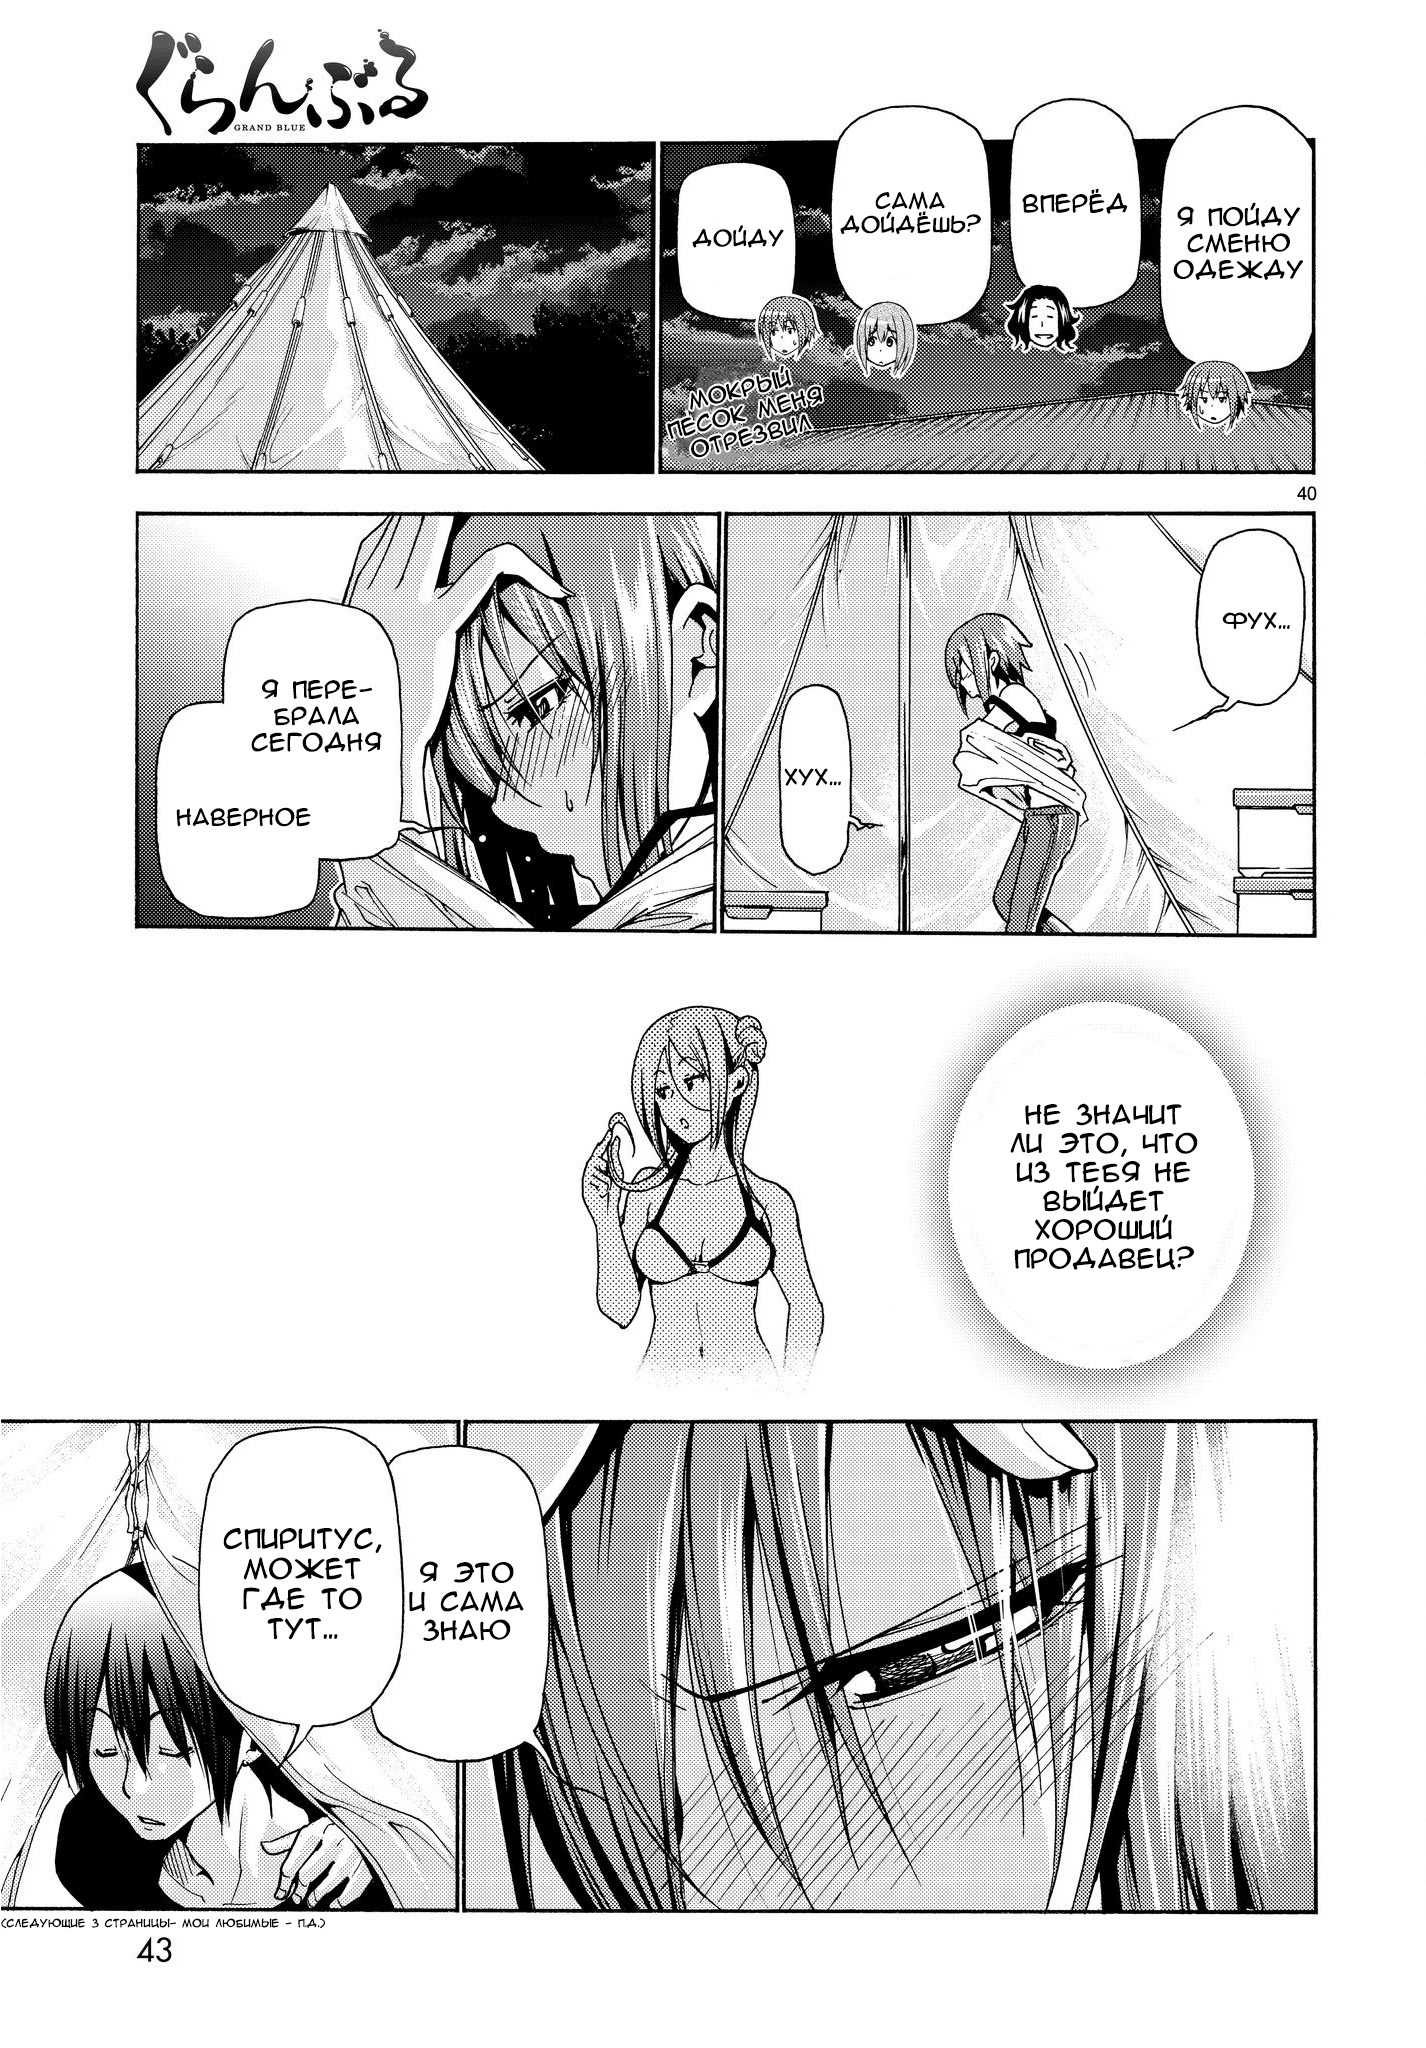 ぐらんぶる
GRAND BLUE
Я ПОЙДУ
СМЕНЮ
ОДЕЖДУ
ВПЕРЁД
САМА
ДОЙДЁШЬ?
ДОЙДУ
МОКРЫЙ
ПЕСОК МЕНЯ
ОТРЕЗВИЛ
40
ФУХ...
ХУХ...
Я ПЕРЕ-
БРАЛА
СЕГОДНЯ
НАВЕРНОЕ
НЕ ЗНАЧИТ
ЛИ ЭТО, ЧТО
ИЗ ТЕБЯ НЕ
ВЫЙДЕТ
ХОРОШИЙ
ПРОДАВЕЦ?
Я ЭТО
И САМА
ЗНАЮ
СПИРИТУС,
МОЖЕТ
ГДЕ ТО
ТУТ...
(СЛЕДУЮЩИЕ 3 СТРАНИЦЫ- МОИ ЛЮБИМЫЕ - П.Д.)
43